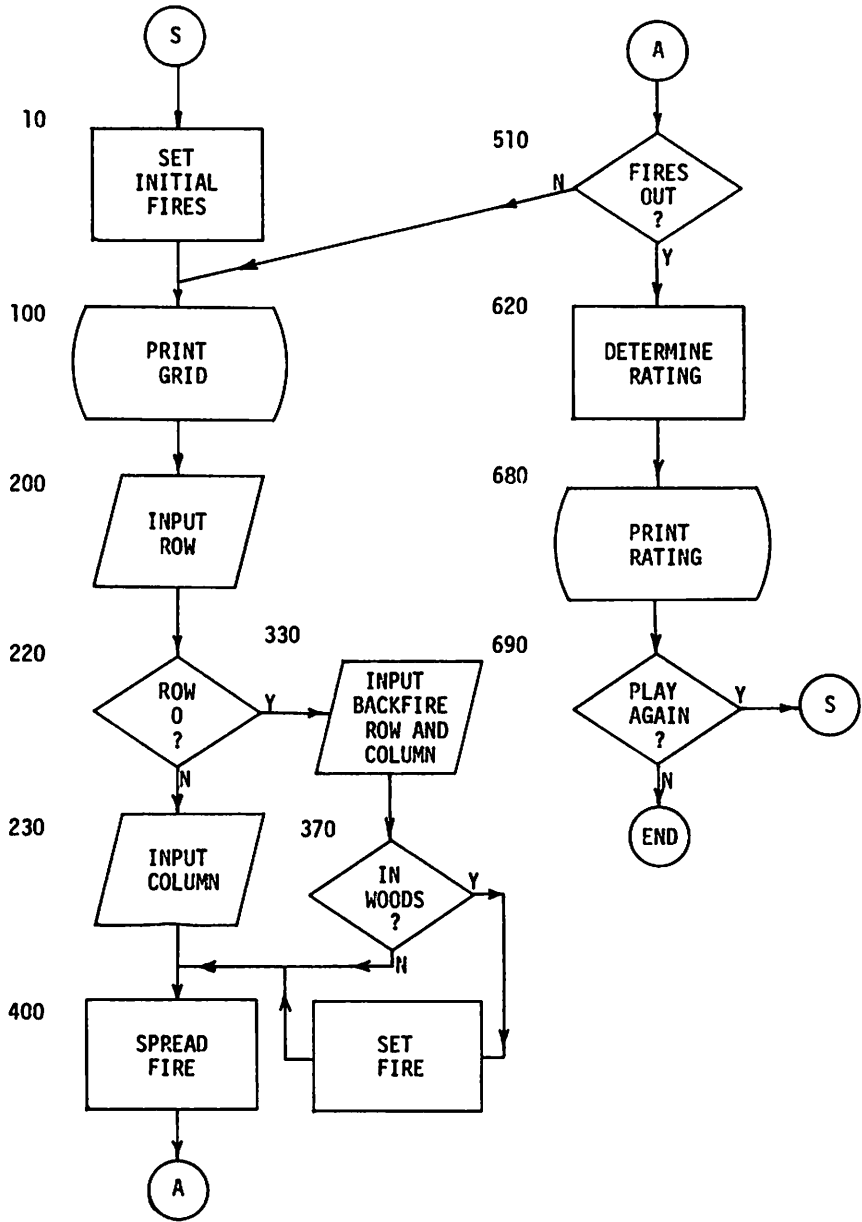 S
10
SET
INITIAL
FIRES
100
PRINT
GRID
200
INPUT
ROW
220
ROW
0
?
Y
N
330
INPUT
BACKFIRE
ROW AND
COLUMN
230
INPUT
COLUMN
370
IN
WOODS
?
Y
N
400
SPREAD
FIRE
SET
FIRE
A
A
510
FIRES
OUT
?
N
Y
620
DETERMINE
RATING
680
PRINT
RATING
690
PLAY
AGAIN
?
Y
S
N
END